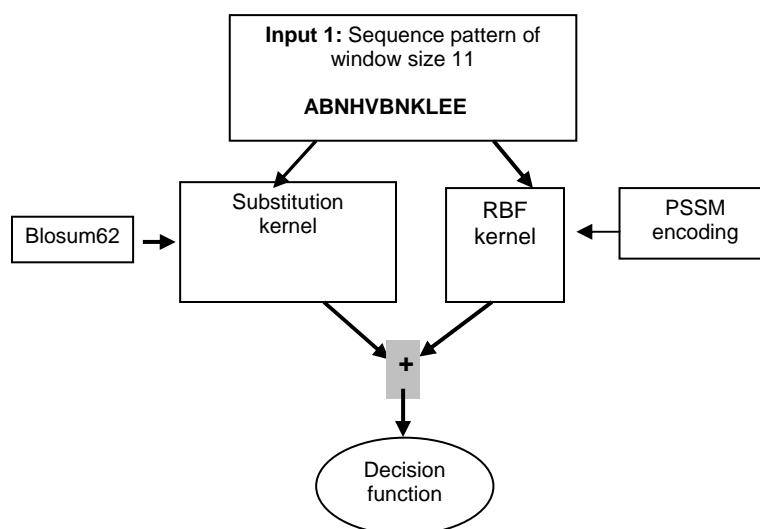 Input 1: Sequence pattern of
window size 11
ABNHVBNKLEE
Substitution
kernel
RBF
kernel
PSSM
encoding
Blosum62
+
Decision
function